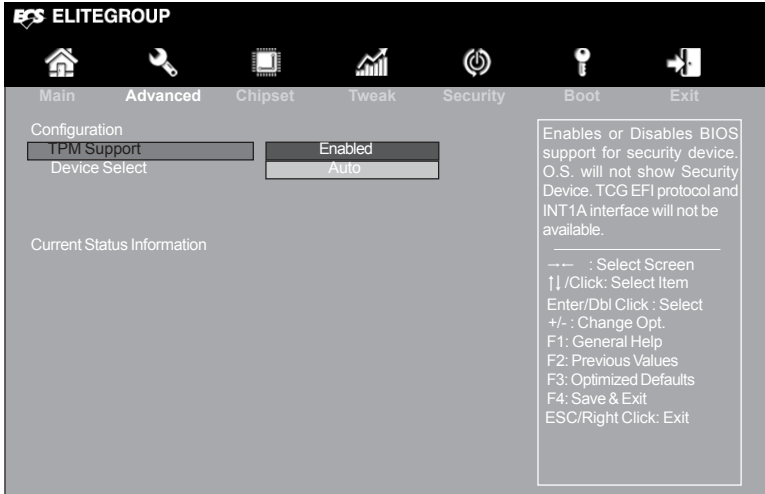 ECS ELITEGROUP
Main Advanced Chipset Tweak Security Boot Exit
Configuration
TPM Support Enabled
Device Select Auto
Current Status Information
Enables or Disables BIOS
support for security device.
O.S. will not show Security
Device. TCG EFI protocol and
INT1A interface will not be
available.
→← : Select Screen
↑↓/Click: Select Item
Enter/Dbl Click : Select
+/- : Change Opt.
F1: General Help
F2: Previous Values
F3: Optimized Defaults
F4: Save & Exit
ESC/Right Click: Exit